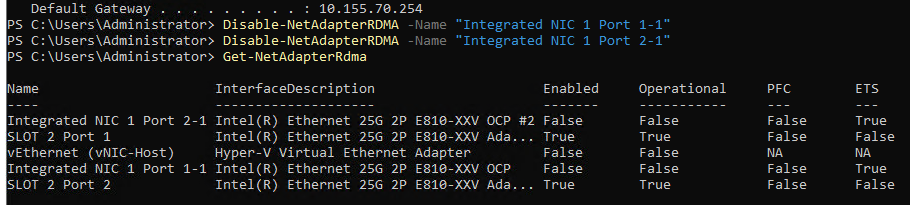 Default Gateway . . . . . . . . . : 10.155.70.254
PS C:\Users\Administrator> Disable-NetAdapterRDMA -Name "Integrated NIC 1 Port 1-1"
PS C:\Users\Administrator> Disable-NetAdapterRDMA -Name "Integrated NIC 1 Port 2-1"
PS C:\Users\Administrator> Get-NetAdapterRdma
Name InterfaceDescription Enabled Operational PFC ETS
---- -------------------- ------- ----------- --- ---
Integrated NIC 1 Port 2-1 Intel(R) Ethernet 25G 2P E810-XXV OCP #2 False False False True
SLOT 2 Port 1 Intel(R) Ethernet 25G 2P E810-XXV Ada... True True False False
vEthernet (vNIC-Host) Hyper-V Virtual Ethernet Adapter False False NA NA
Integrated NIC 1 Port 1-1 Intel(R) Ethernet 25G 2P E810-XXV OCP False False False True
SLOT 2 Port 2 Intel(R) Ethernet 25G 2P E810-XXV Ada... True True False False